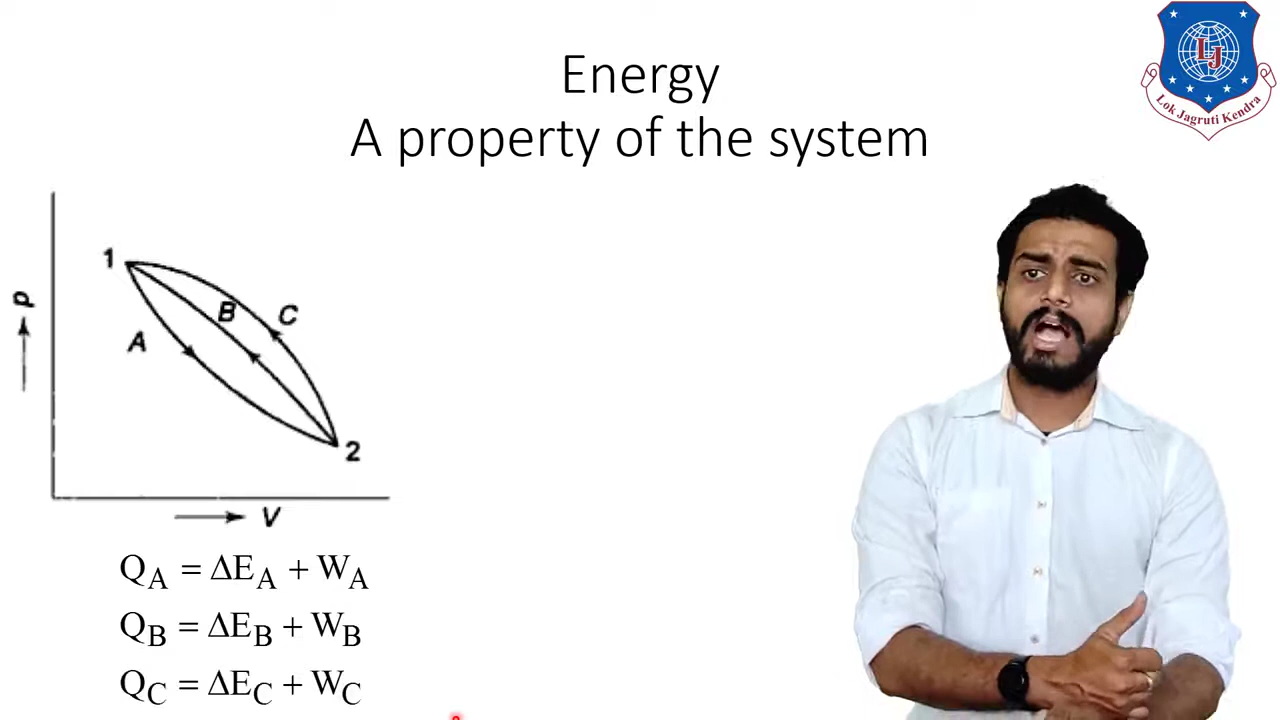 Energy
A property of the system
Lok Jagruti Kendra
LJ
1
p
B
C
A
2
V
Q_A = ΔE_A + W_A
Q_B = ΔE_B + W_B
Q_C = ΔE_C + W_C